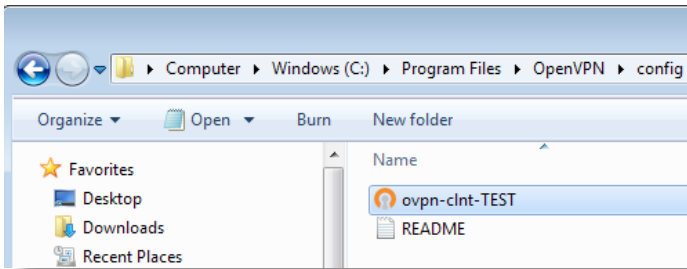 Computer Windows (C:) Program Files OpenVPN config
Organize Open Burn New folder
Favorites
Desktop
Downloads
Recent Places
Name
ovpn-clnt-TEST
README